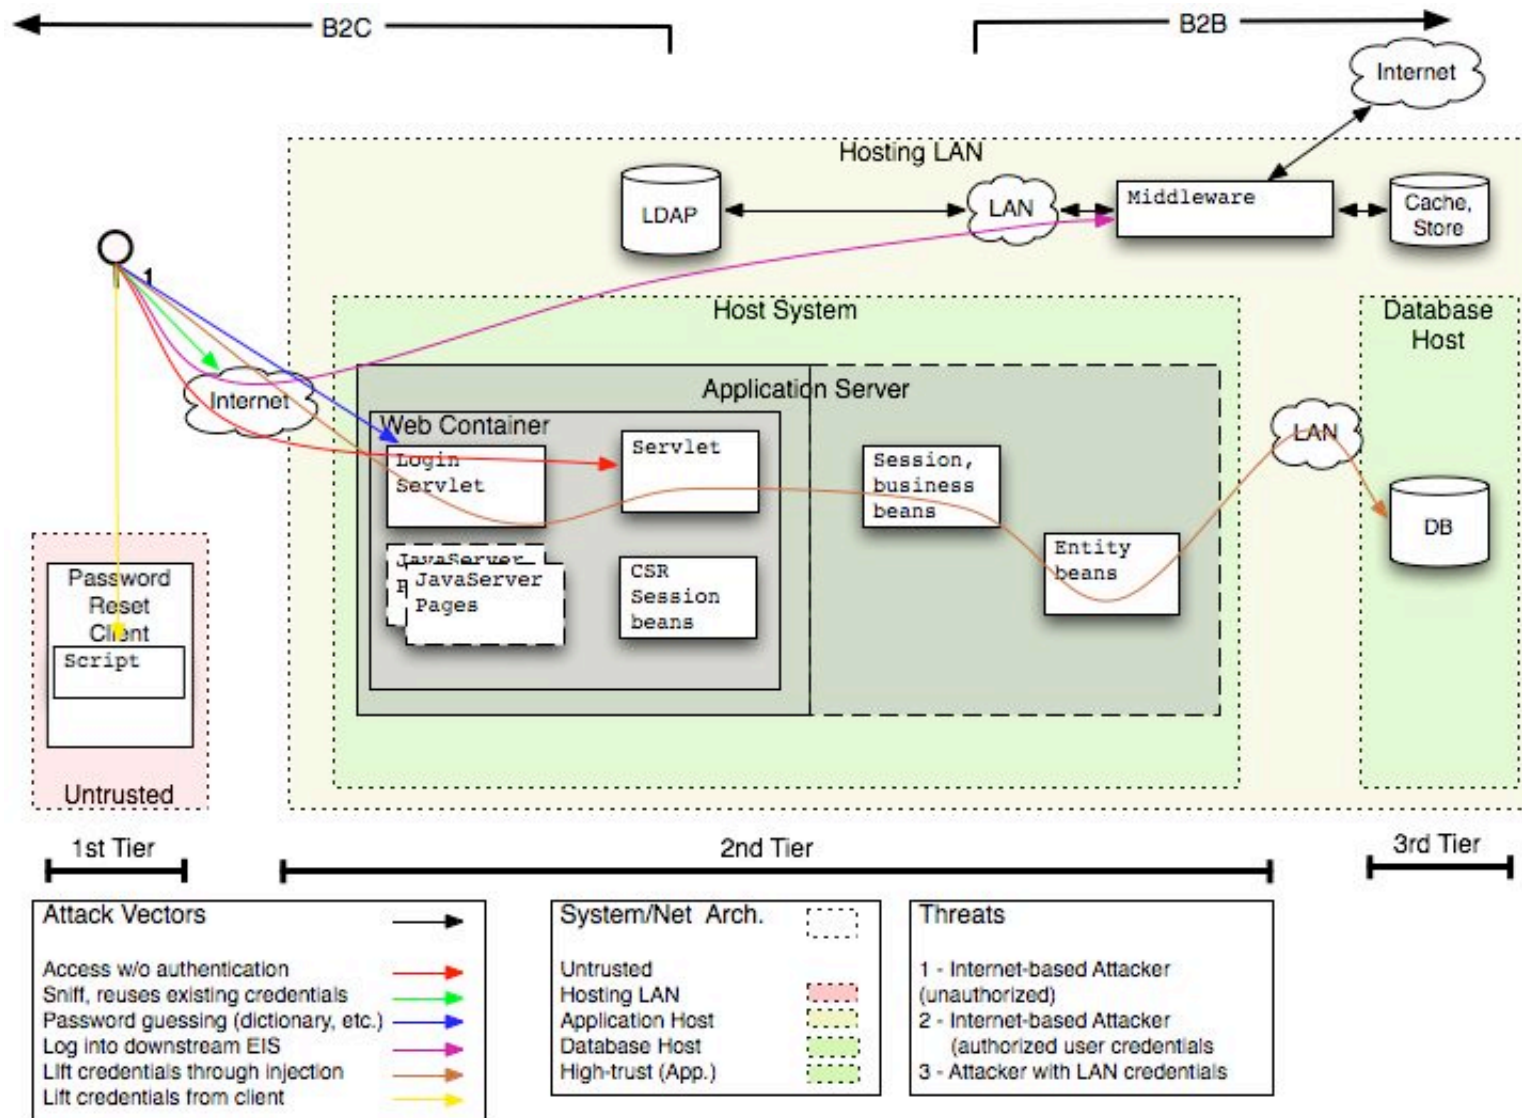 B2C
B2B
Internet
Hosting LAN
LDAP
LAN
Middleware
Cache,
Store
1
Internet
Host System
Application Server
Web Container
Login
Servlet
Servlet
JavaServer
P
JavaServer
Pages
CSR
Session
beans
Session,
business
beans
Entity
beans
LAN
Database
Host
DB
Password
Reset
Client
Script
Untrusted
1st Tier
2nd Tier
3rd Tier
Attack Vectors
Access w/o authentication
Sniff, reuses existing credentials
Password guessing (dictionary, etc.)
Log into downstream EIS
LIft credentials through injection
Lift credentials from client
System/Net Arch.
Untrusted
Hosting LAN
Application Host
Database Host
High-trust (App.)
Threats
1 - Internet-based Attacker
(unauthorized)
2 - Internet-based Attacker
(authorized user credentials
3 - Attacker with LAN credentials